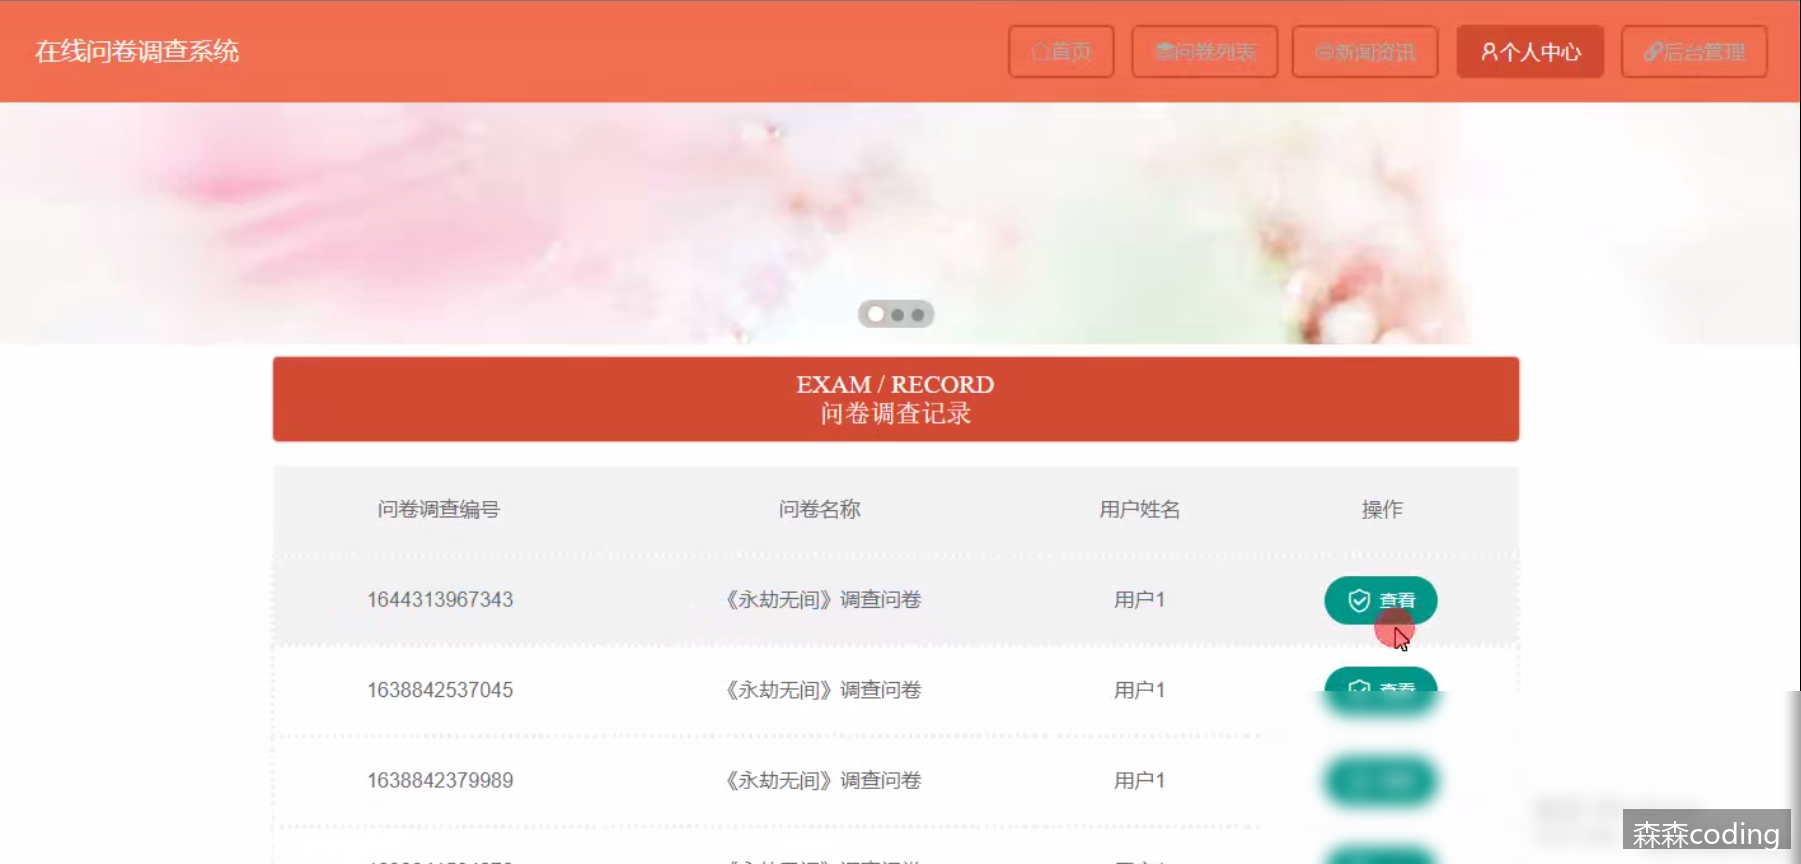 在线问卷调查系统
首页
问卷列表
新闻资讯
个人中心
后台管理
EXAM / RECORD
问卷调查记录
问卷调查编号 问卷名称 用户姓名 操作
1644313967343 《永劫无间》调查问卷 用户1 查看
1638842537045 《永劫无间》调查问卷 用户1 查看
1638842379989 《永劫无间》调查问卷 用户1
森森coding